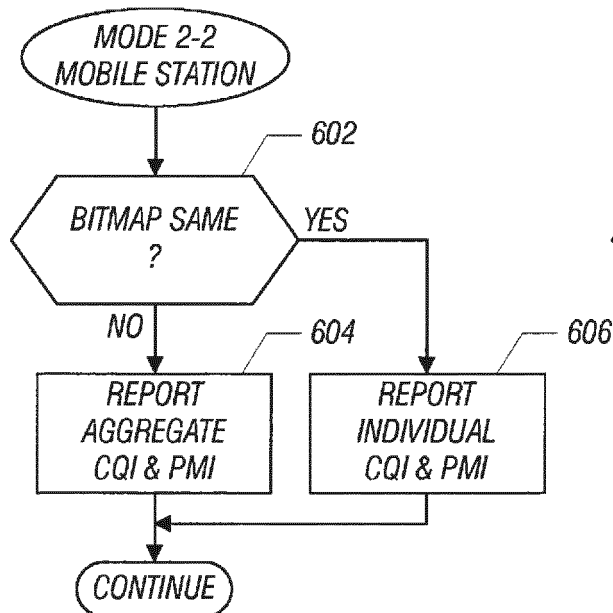 MODE 2-2
MOBILE STATION
602
BITMAP SAME
?
YES
NO
604
606
REPORT
AGGREGATE
CQI & PMI
REPORT
INDIVIDUAL
CQI & PMI
CONTINUE